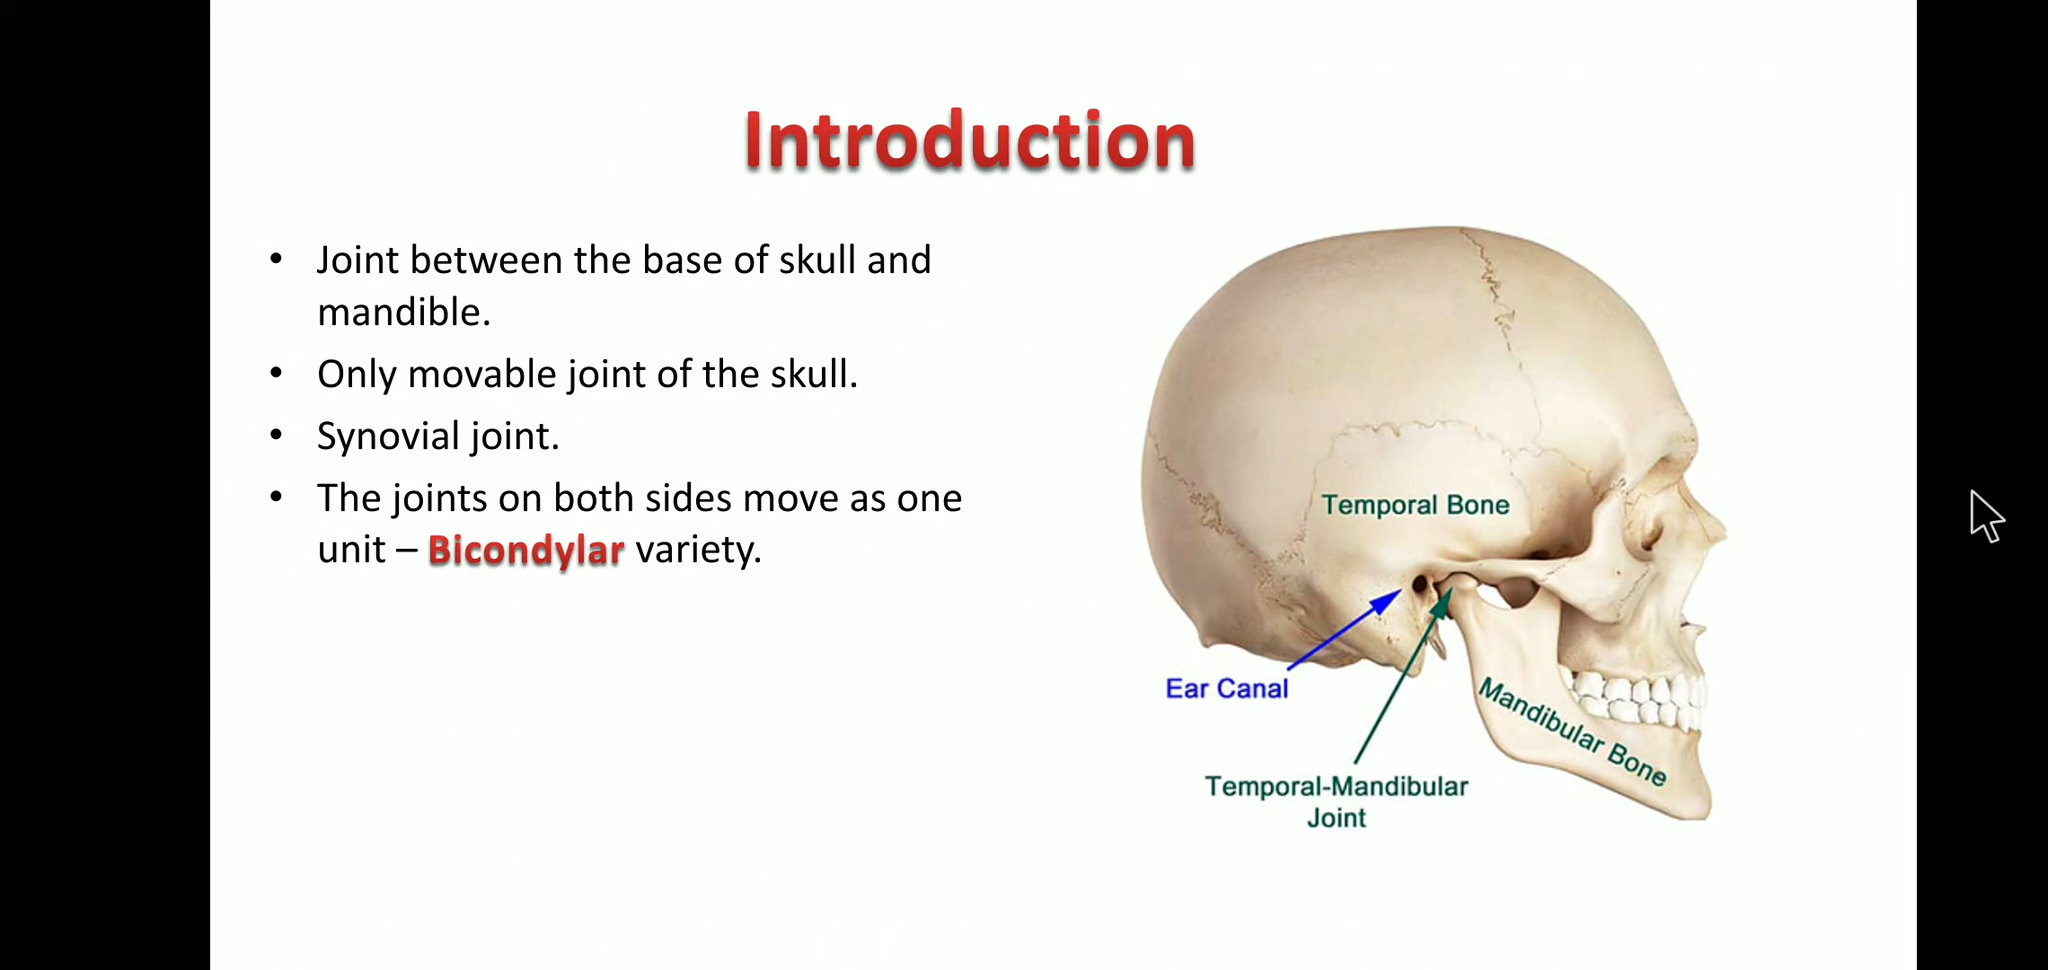 Introduction
• Joint between the base of skull and
mandible.
• Only movable joint of the skull.
• Synovial joint.
• The joints on both sides move as one
unit – Bicondylar variety.
Temporal Bone
Ear Canal
Mandibular Bone
Temporal-Mandibular
Joint